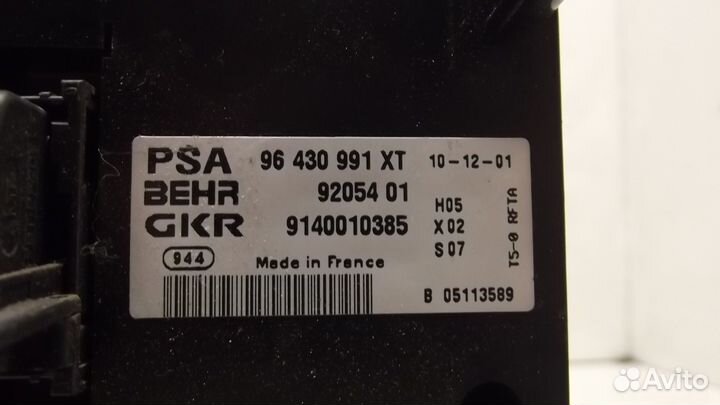 PSA 96 430 991 XT 10-12-01
BEHR 92054 01 H05
GKR 9140010385 X02
S07
T5-0 RFTA
944 Made in France
B 05113589
Avito